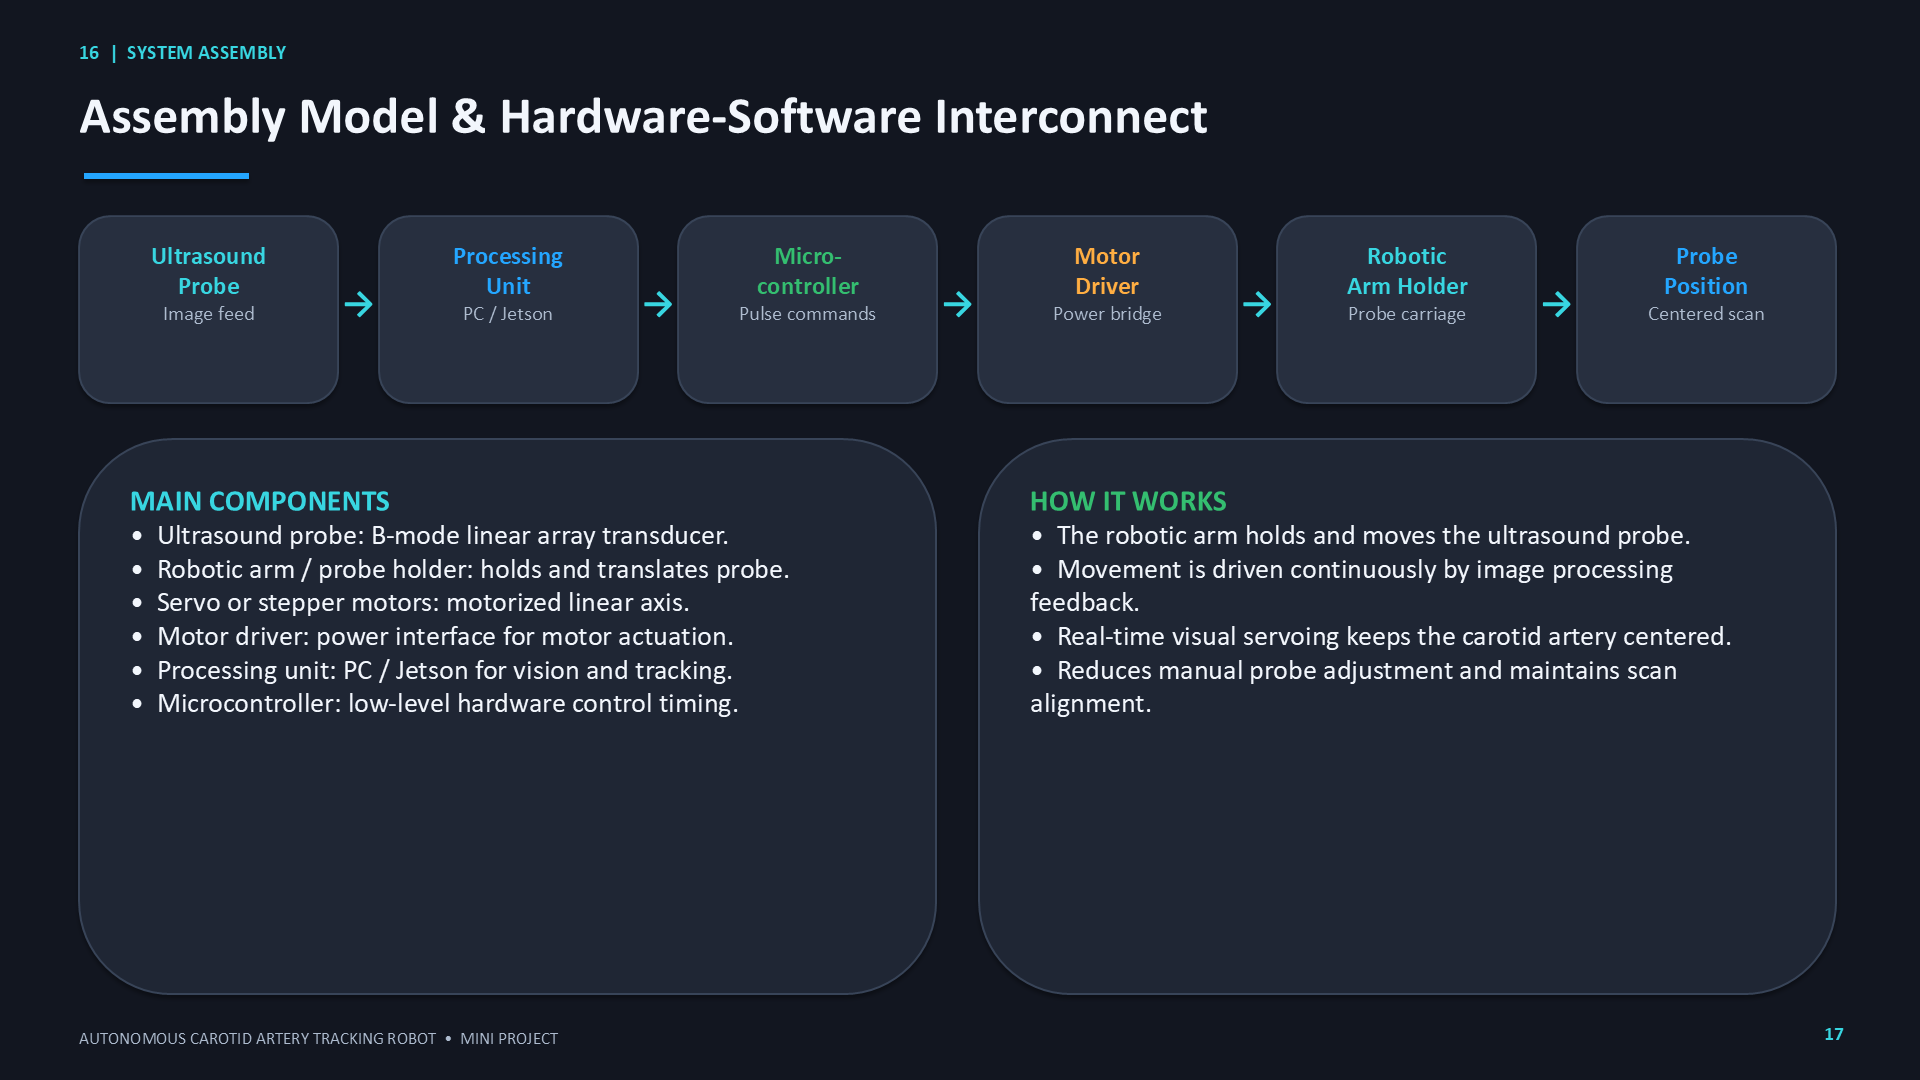 16 | SYSTEM ASSEMBLY
Assembly Model & Hardware-Software Interconnect
Ultrasound
Probe
Image feed
→
Processing
Unit
PC / Jetson
→
Micro-
controller
Pulse commands
→
Motor
Driver
Power bridge
→
Robotic
Arm Holder
Probe carriage
→
Probe
Position
Centered scan
MAIN COMPONENTS
• Ultrasound probe: B-mode linear array transducer.
• Robotic arm / probe holder: holds and translates probe.
• Servo or stepper motors: motorized linear axis.
• Motor driver: power interface for motor actuation.
• Processing unit: PC / Jetson for vision and tracking.
• Microcontroller: low-level hardware control timing.
HOW IT WORKS
• The robotic arm holds and moves the ultrasound probe.
• Movement is driven continuously by image processing
feedback.
• Real-time visual servoing keeps the carotid artery centered.
• Reduces manual probe adjustment and maintains scan
alignment.
AUTONOMOUS CAROTID ARTERY TRACKING ROBOT • MINI PROJECT
17